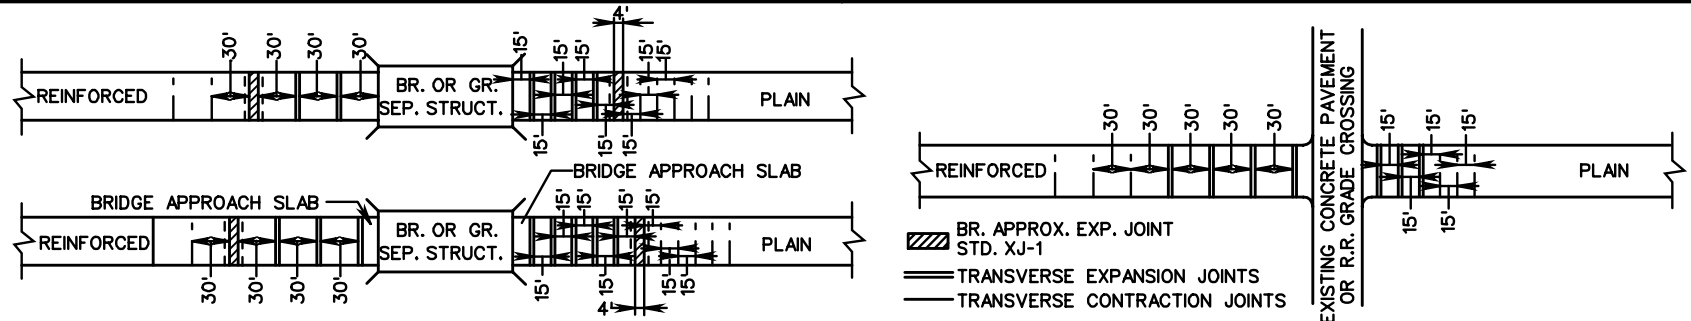 4'
30'
30'
30'
30'
15'
15'
15'
15'
15'
REINFORCED
BR. OR GR.
SEP. STRUCT.
PLAIN
15'
15'
15'
BRIDGE APPROACH SLAB
BRIDGE APPROACH SLAB
15'
15'
15'
15'
REINFORCED
BR. OR GR.
SEP. STRUCT.
PLAIN
30'
30'
30'
30'
15'
15'
15'
15'
4'
30'
30'
30'
30'
30'
EXISTING CONCRETE PAVEMENT
OR R.R. GRADE CROSSING
15'
15'
15'
REINFORCED
PLAIN
15'
15'
BR. APPROX. EXP. JOINT
STD. XJ-1
TRANSVERSE EXPANSION JOINTS
TRANSVERSE CONTRACTION JOINTS